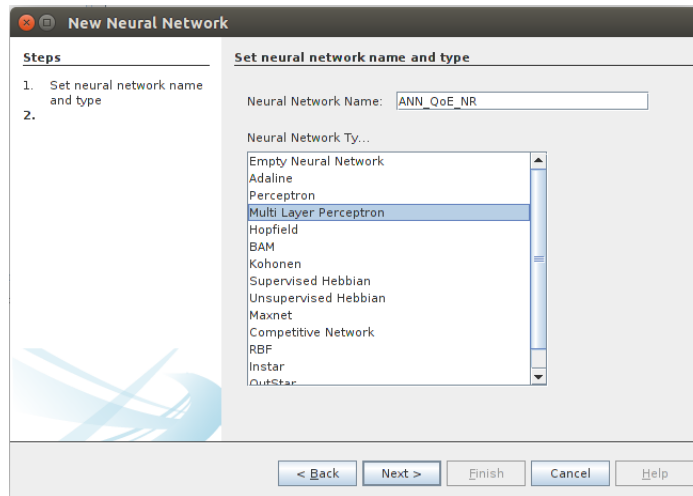 New Neural Network
Steps
1. Set neural network name
and type
2.
Set neural network name and type
Neural Network Name: ANN_QoE_NR
Neural Network Ty...
Empty Neural Network
Adaline
Perceptron
Multi Layer Perceptron
Hopfield
BAM
Kohonen
Supervised Hebbian
Unsupervised Hebbian
Maxnet
Competitive Network
RBF
Instar
OutStar
< Back Next > Finish Cancel Help